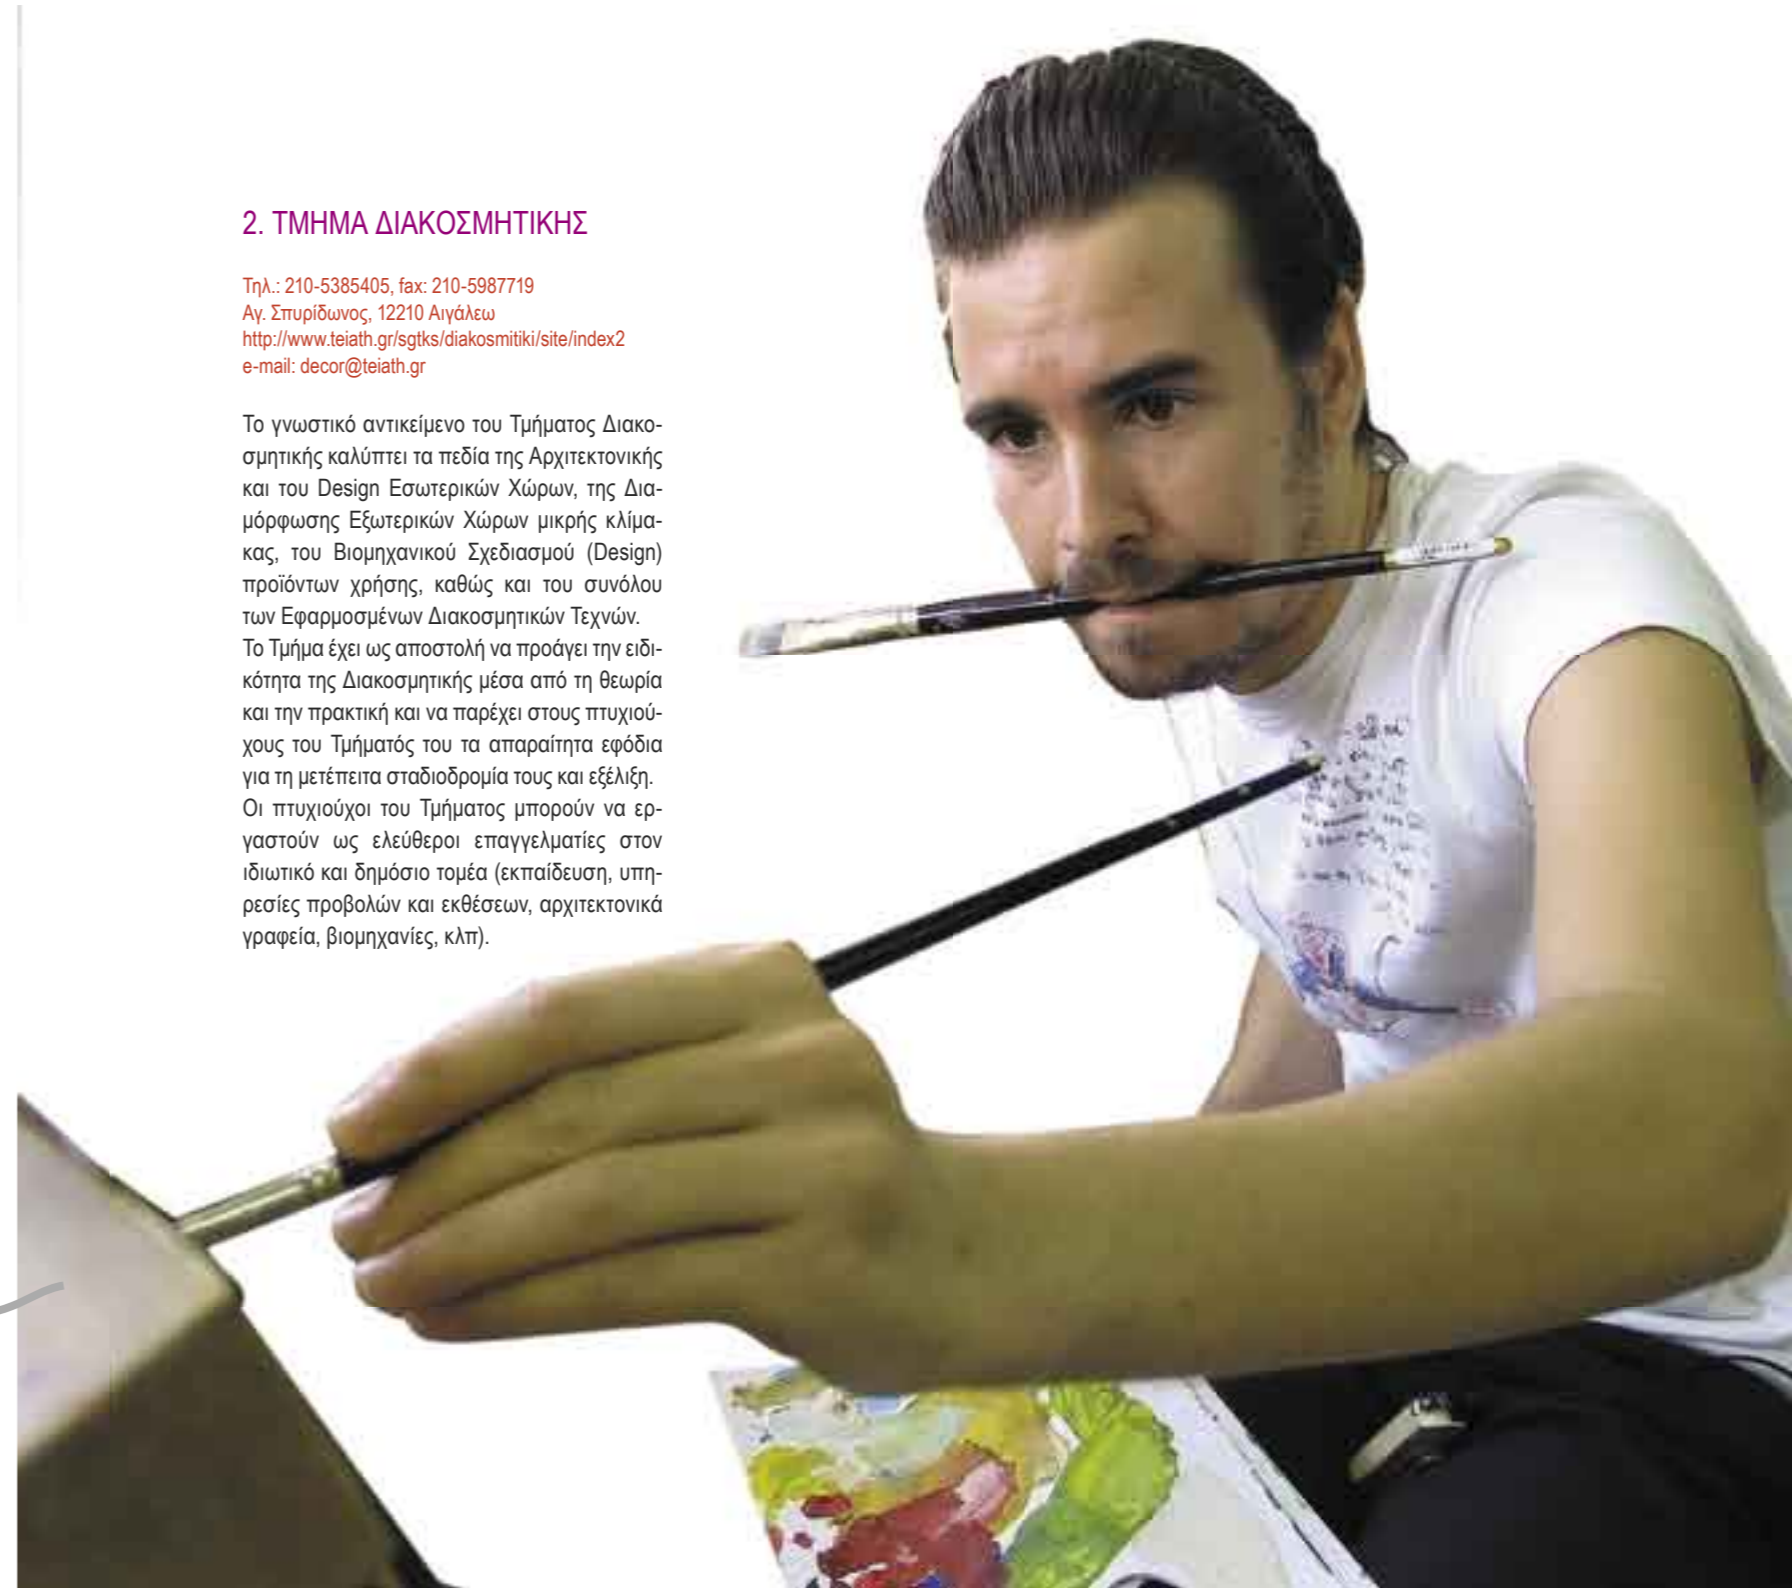 2. ΤΜΗΜΑ ΔΙΑΚΟΣΜΗΤΙΚΗΣ
Τηλ.: 210-5385405, fax: 210-5987719
Αγ. Σπυρίδωνος, 12210 Αιγάλεω
http://www.teiath.gr/sgtks/diakosmitiki/site/index2
e-mail: decor@teiath.gr
Το γνωστικό αντικείμενο του Τμήματος Διακο-
σμητικής καλύπτει τα πεδία της Αρχιτεκτονικής
και του Design Εσωτερικών Χώρων, της Δια-
μόρφωσης Εξωτερικών Χώρων μικρής κλίμα-
κας, του Βιομηχανικού Σχεδιασμού (Design)
προϊόντων χρήσης, καθώς και του συνόλου
των Εφαρμοσμένων Διακοσμητικών Τεχνών.
Το Τμήμα έχει ως αποστολή να προάγει την ειδι-
κότητα της Διακοσμητικής μέσα από τη θεωρία
και την πρακτική και να παρέχει στους πτυχιού-
χους του Τμήματός του τα απαραίτητα εφόδια
για τη μετέπειτα σταδιοδρομία τους και εξέλιξη.
Οι πτυχιούχοι του Τμήματος μπορούν να ερ-
γαστούν ως ελεύθεροι επαγγελματίες στον
ιδιωτικό και δημόσιο τομέα (εκπαίδευση, υπη-
ρεσίες προβολών και εκθέσεων, αρχιτεκτονικά
γραφεία, βιομηχανίες, κλπ).